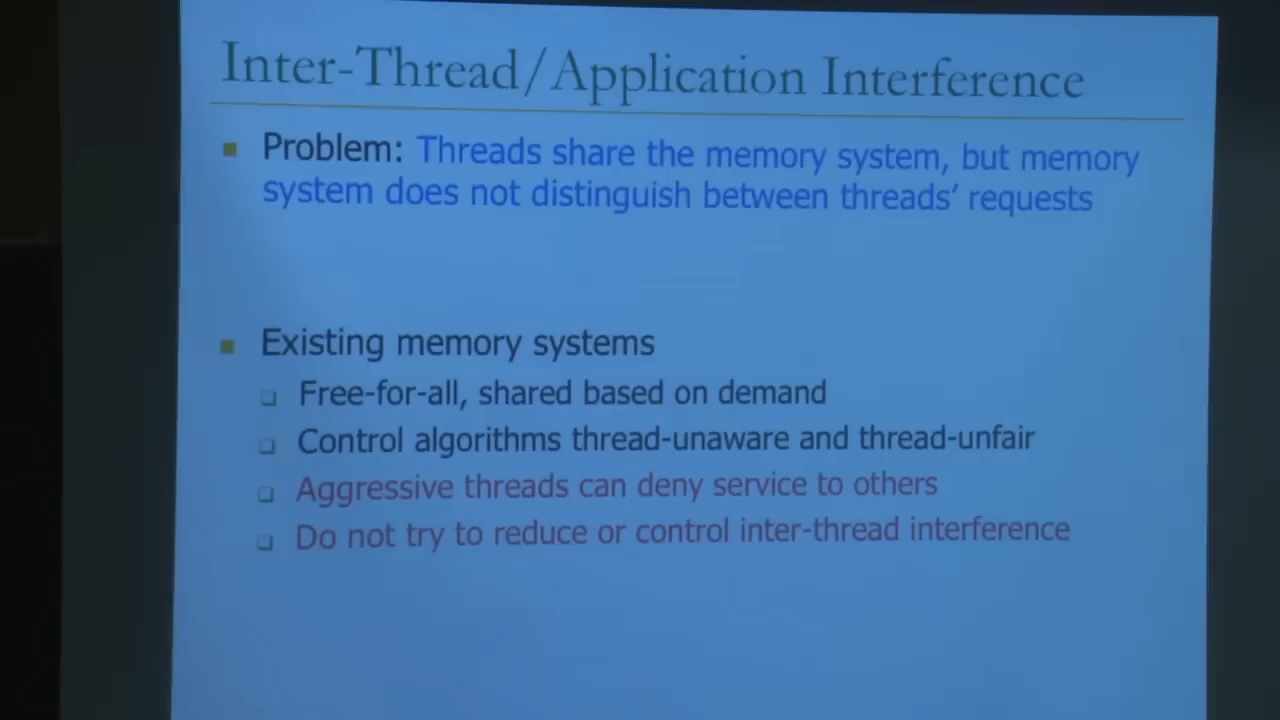 Inter-Thread/Application Interference
Problem: Threads share the memory system, but memory
system does not distinguish between threads' requests
Existing memory systems
Free-for-all, shared based on demand
Control algorithms thread-unaware and thread-unfair
Aggressive threads can deny service to others
Do not try to reduce or control inter-thread interference